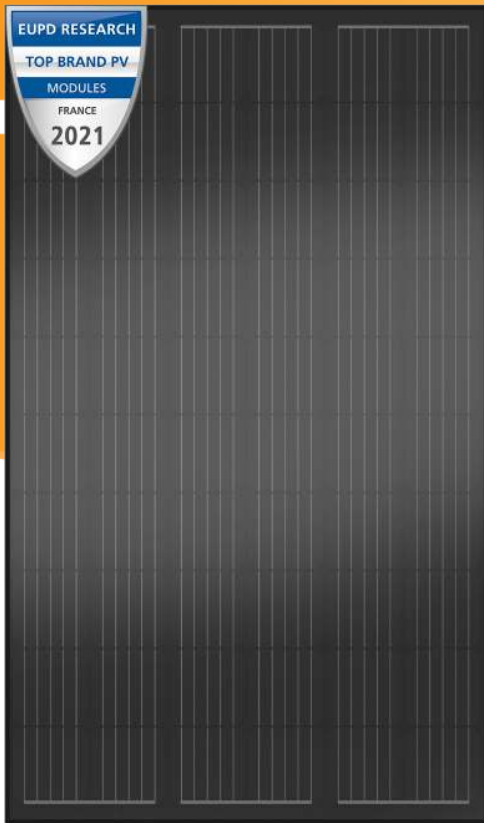 EUPD RESEARCH
TOP BRAND PV
MODULES
FRANCE
2021